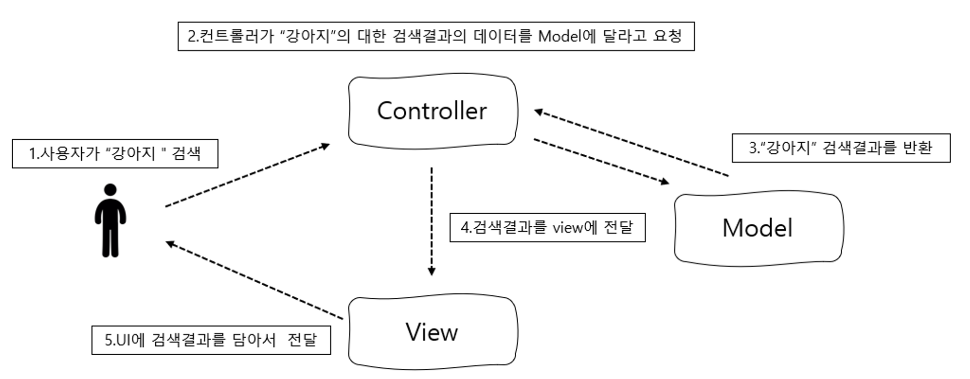 2.컨트롤러가 “강아지”의 대한 검색결과의 데이터를 Model에 달라고 요청
Controller
1.사용자가 “강아지 " 검색
3.“강아지” 검색결과를 반환
4.검색결과를 view에 전달
Model
View
5.UI에 검색결과를 담아서 전달